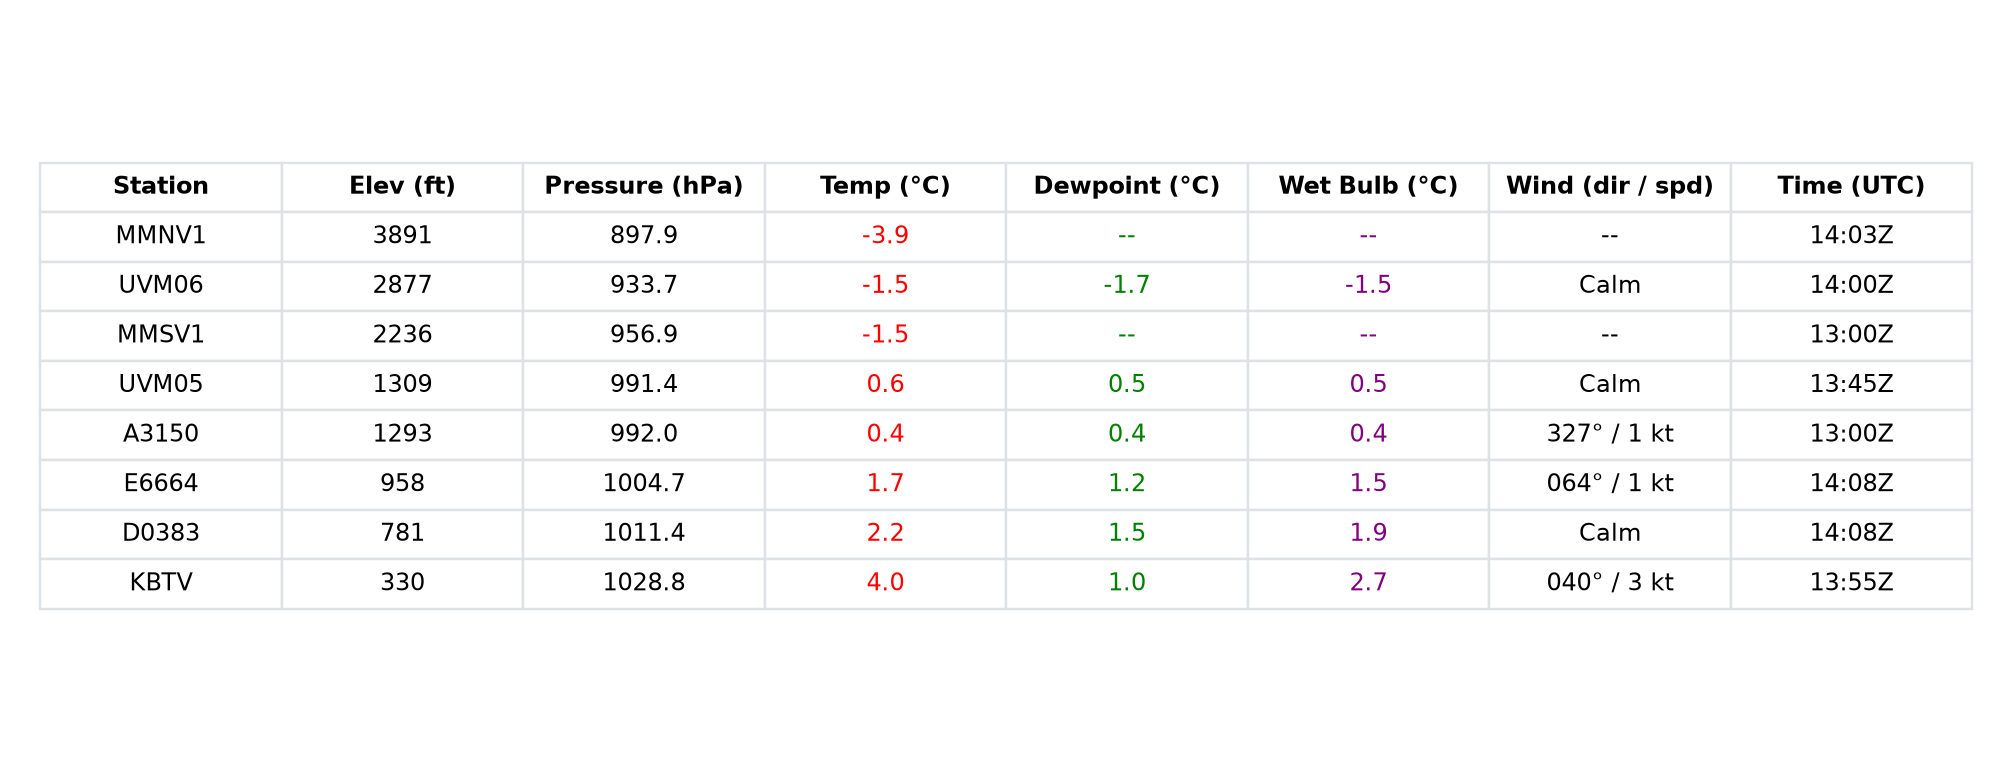 Station Elev (ft) Pressure (hPa) Temp (°C) Dewpoint (°C) Wet Bulb (°C) Wind (dir / spd) Time (UTC)
MMNV1 3891 897.9 -3.9 -- -- -- 14:03Z
UVM06 2877 933.7 -1.5 -1.7 -1.5 Calm 14:00Z
MMSV1 2236 956.9 -1.5 -- -- -- 13:00Z
UVM05 1309 991.4 0.6 0.5 0.5 Calm 13:45Z
A3150 1293 992.0 0.4 0.4 0.4 327° / 1 kt 13:00Z
E6664 958 1004.7 1.7 1.2 1.5 064° / 1 kt 14:08Z
D0383 781 1011.4 2.2 1.5 1.9 Calm 14:08Z
KBTV 330 1028.8 4.0 1.0 2.7 040° / 3 kt 13:55Z